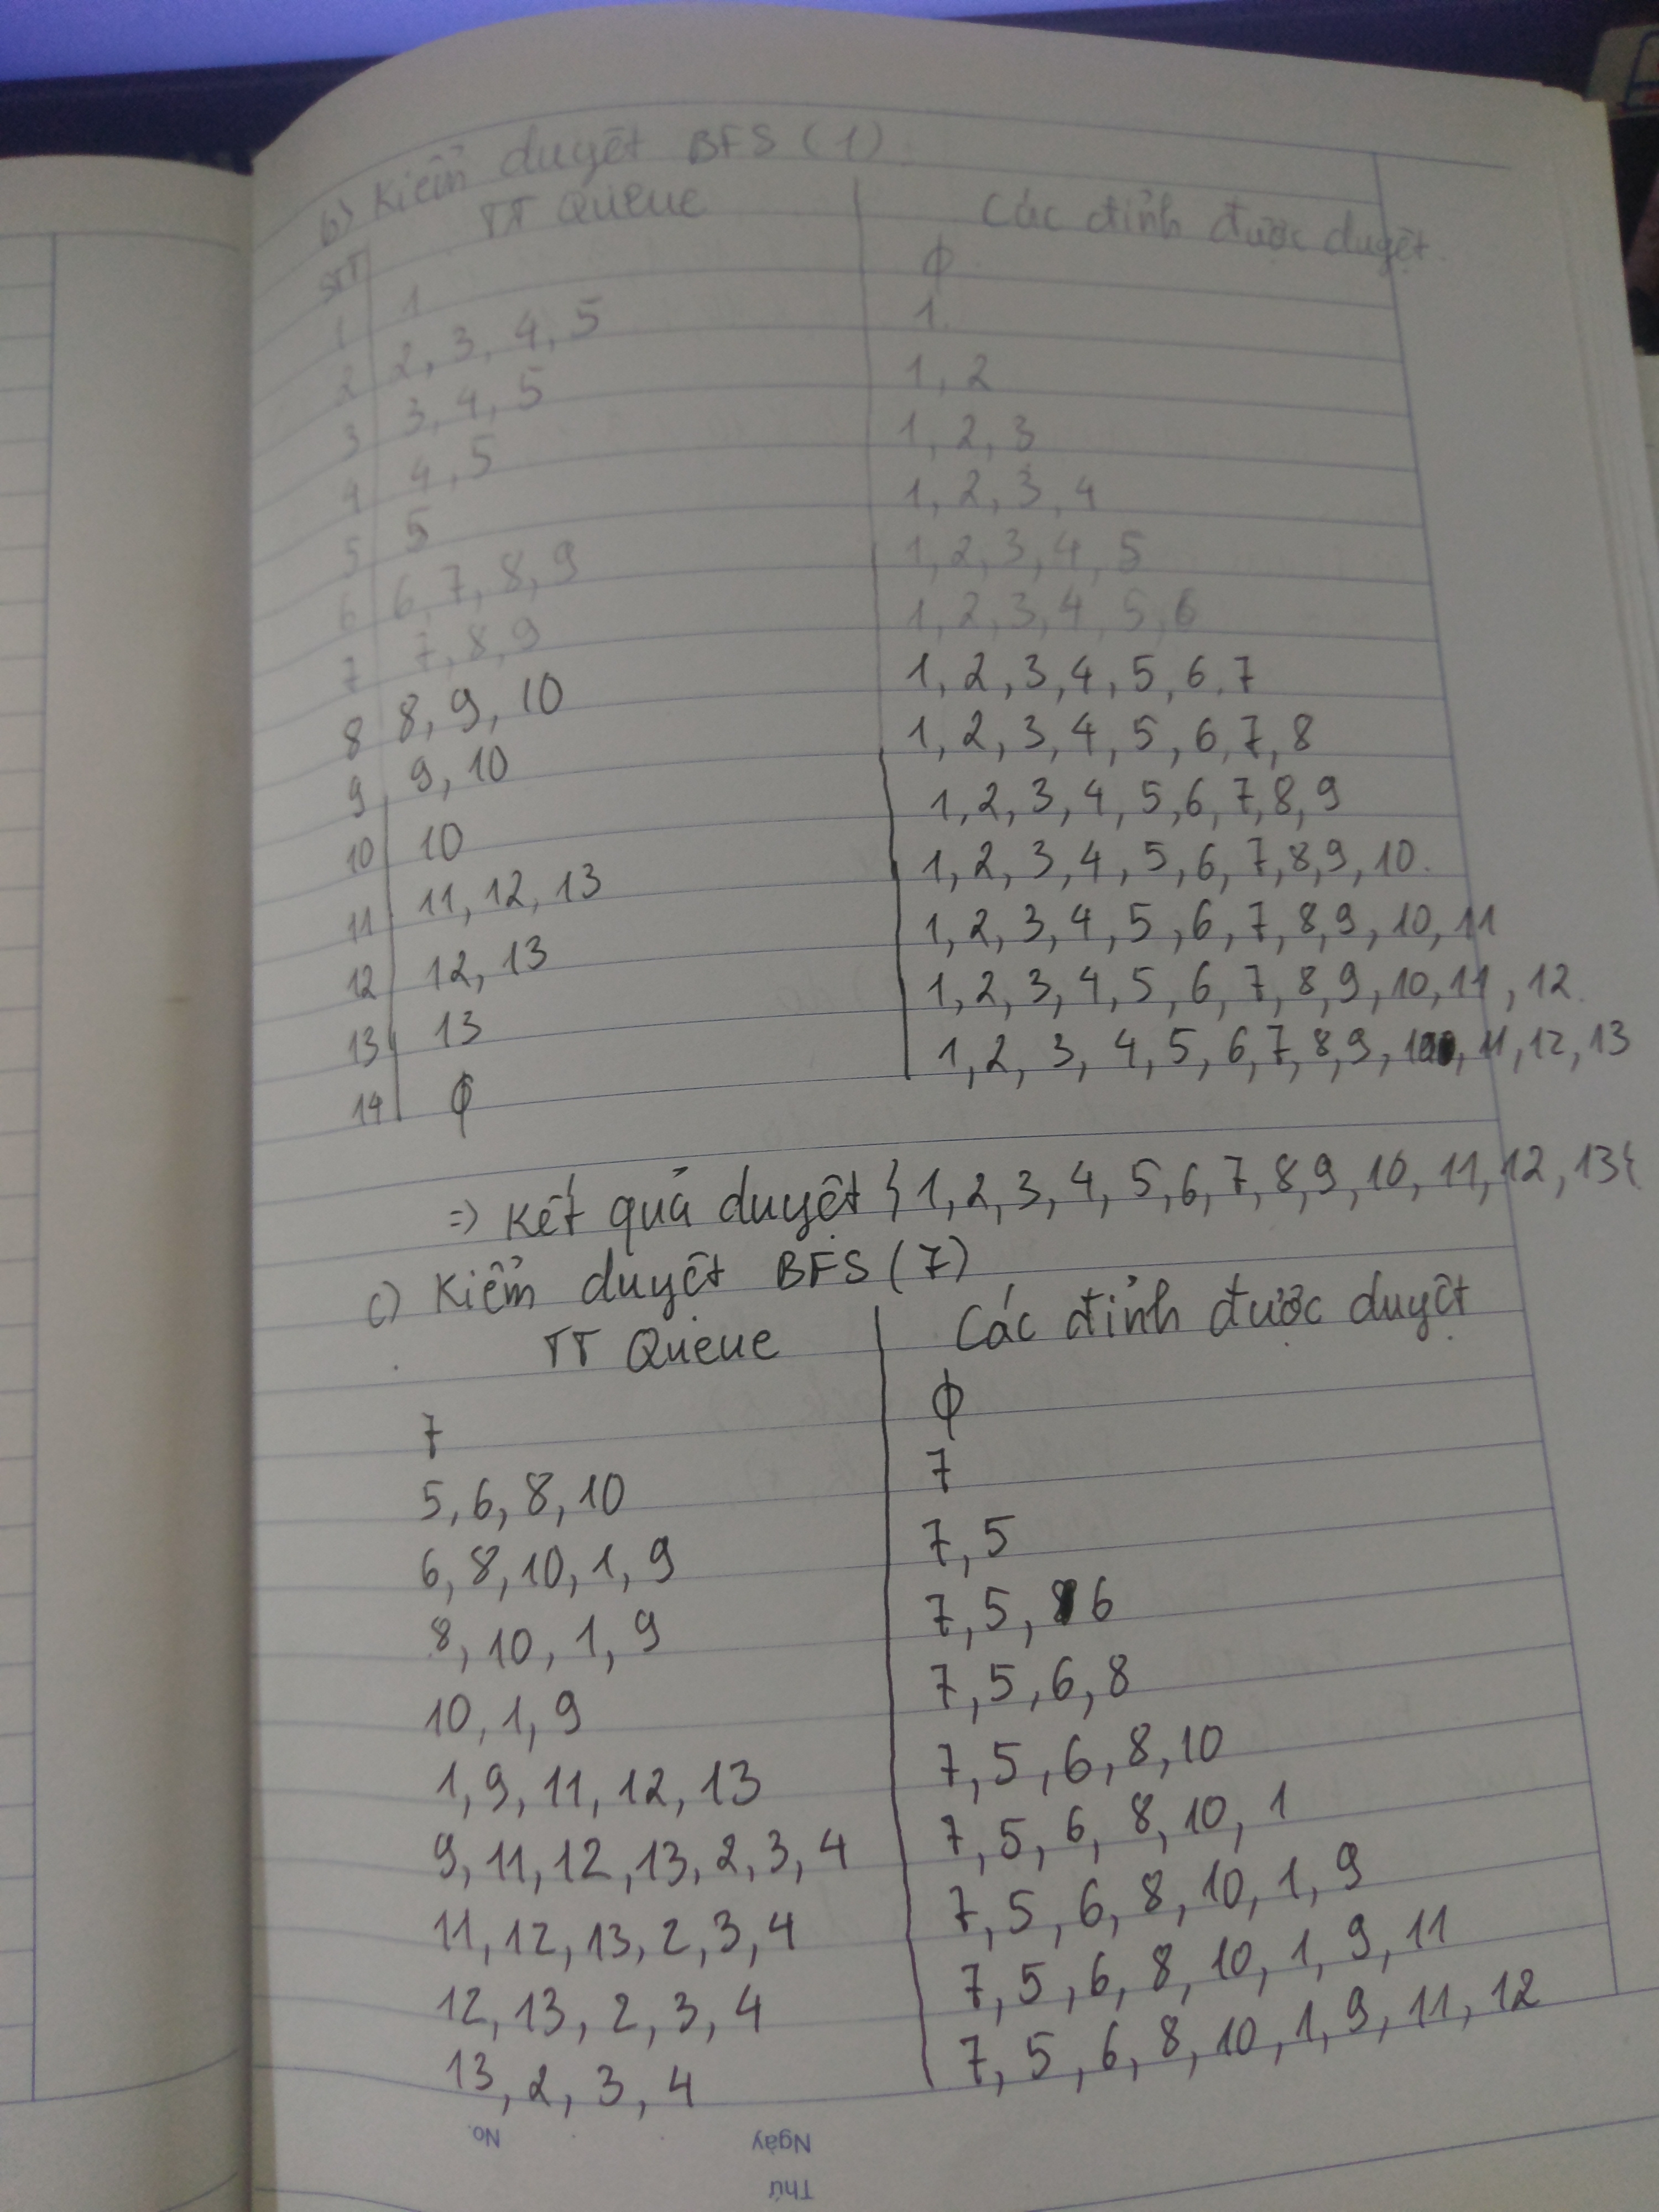 b) Kiểm duyệt BFS (1)
STT TT Queue Các đỉnh được duyệt.
1 1 ϕ
2 2, 3, 4, 5 1
3 3, 4, 5 1, 2
4 4, 5 1, 2, 3
5 5 1, 2, 3, 4
6 6, 7, 8, 9 1, 2, 3, 4, 5
7 7, 8, 9 1, 2, 3, 4, 5, 6
8 8, 9, 10 1, 2, 3, 4, 5, 6, 7
9 9, 10 1, 2, 3, 4, 5, 6, 7, 8
10 10 1, 2, 3, 4, 5, 6, 7, 8, 9
11 11, 12, 13 1, 2, 3, 4, 5, 6, 7, 8, 9, 10.
12 12, 13 1, 2, 3, 4, 5, 6, 7, 8, 9, 10, 11
13 13 1, 2, 3, 4, 5, 6, 7, 8, 9, 10, 11, 12.
14 ϕ 1, 2, 3, 4, 5, 6, 7, 8, 9, 10, 11, 12, 13
=> Kết quả duyệt { 1, 2, 3, 4, 5, 6, 7, 8, 9, 10, 11, 12, 13}
c) Kiểm duyệt BFS (7)
TT Queue Các đỉnh được duyệt
7 ϕ
5, 6, 8, 10 7
6, 8, 10, 1, 9 7, 5
8, 10, 1, 9 7, 5, 6
10, 1, 9 7, 5, 6, 8
1, 9, 11, 12, 13 7, 5, 6, 8, 10
9, 11, 12, 13, 2, 3, 4 7, 5, 6, 8, 10, 1
11, 12, 13, 2, 3, 4 7, 5, 6, 8, 10, 1, 9
12, 13, 2, 3, 4 7, 5, 6, 8, 10, 1, 9, 11
13, 2, 3, 4 7, 5, 6, 8, 10, 1, 9, 11, 12
No. Ngày
Thứ